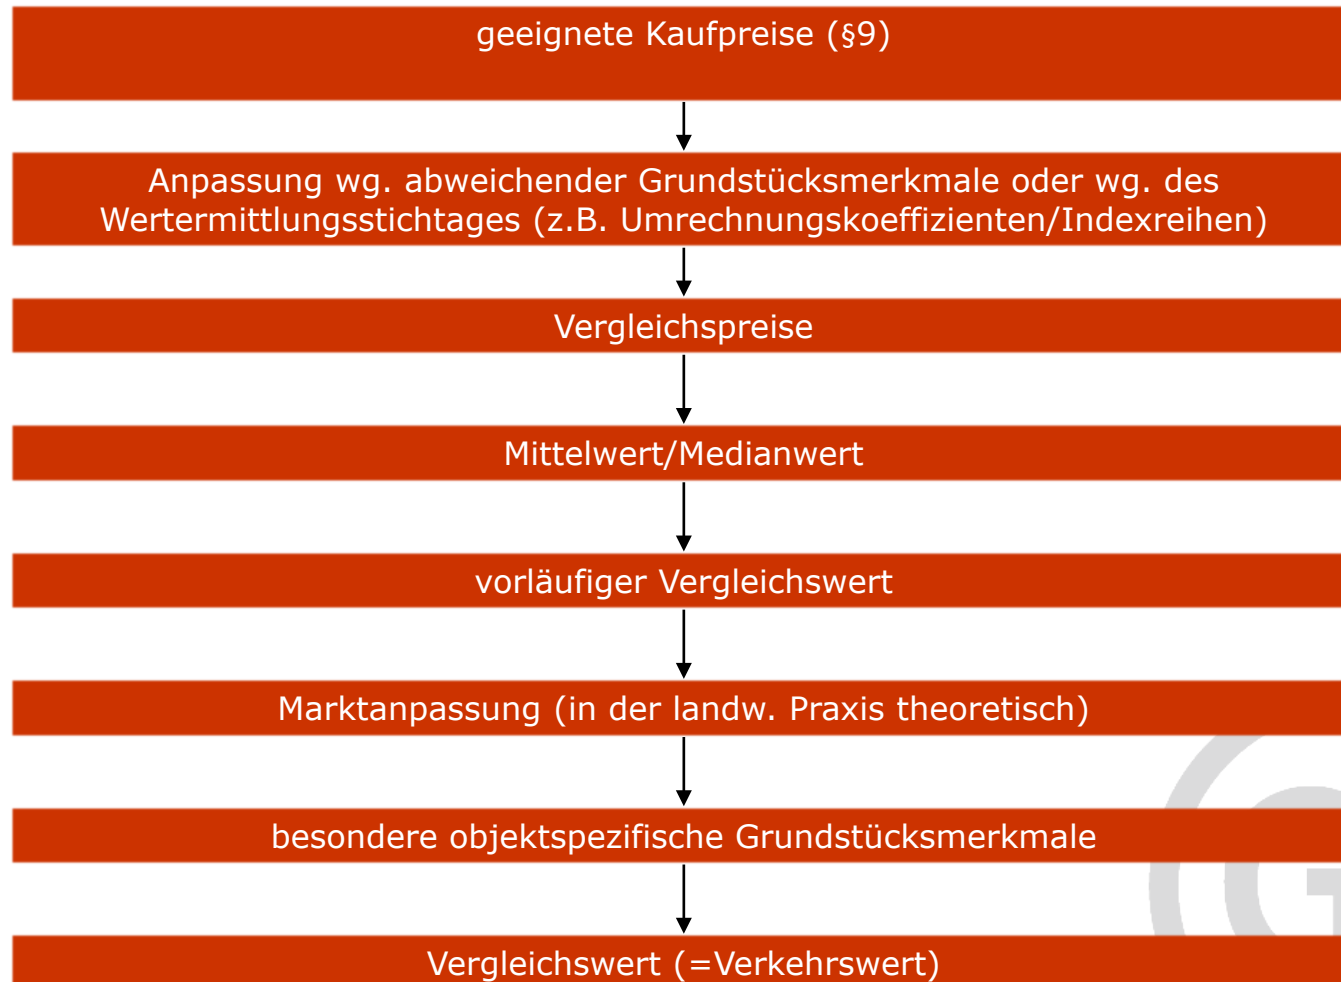 geeignete Kaufpreise (§9)
Anpassung wg. abweichender Grundstücksmerkmale oder wg. des
Wertermittlungsstichtages (z.B. Umrechnungskoeffizienten/Indexreihen)
Vergleichspreise
Mittelwert/Medianwert
vorläufiger Vergleichswert
Marktanpassung (in der landw. Praxis theoretisch)
besondere objektspezifische Grundstücksmerkmale
Vergleichswert (=Verkehrswert)
G